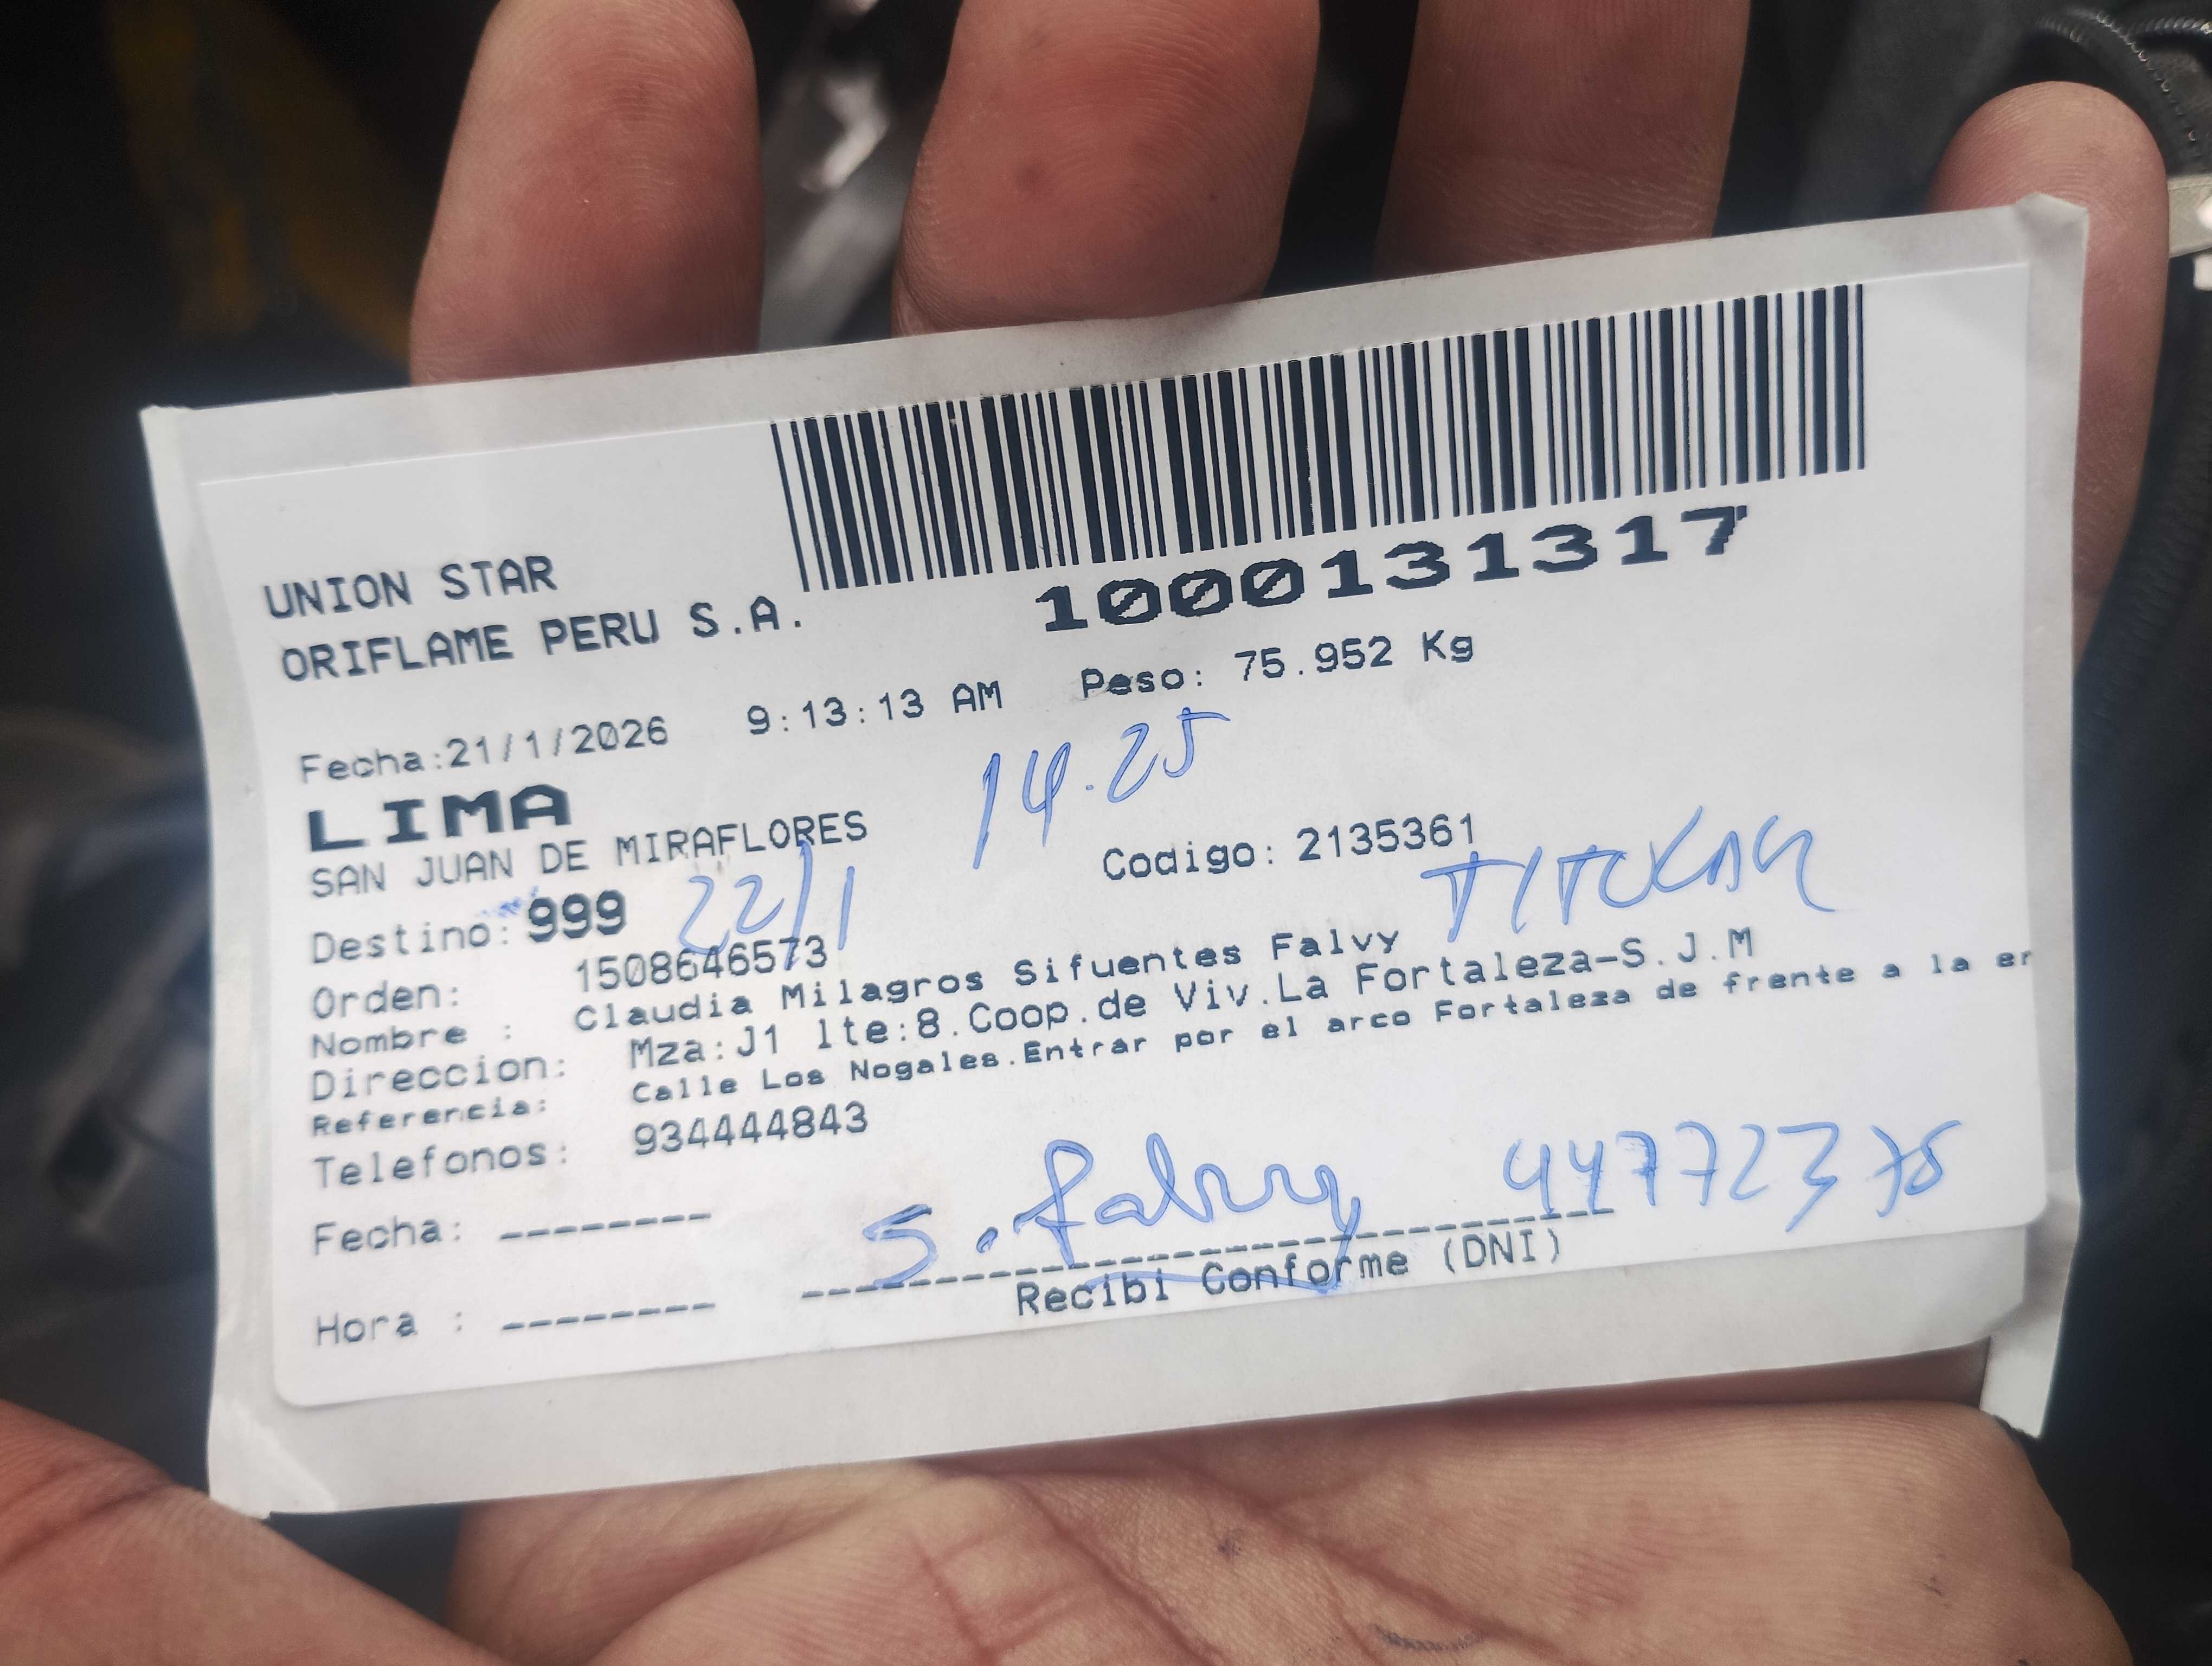 UNION STAR
ORIFLAME PERU S.A.
1000131317
Fecha:21/1/2026 9:13:13 AM Peso: 75.952 Kg
14.25
LIMA
SAN JUAN DE MIRAFLORES
Codigo: 2135361
Destino: 999 22/1
Orden: 1508646573
Nombre : Claudia Milagros Sifuentes Falvy
Direccion: Mza:J1 lte:8.Coop.de Viv.La Fortaleza-S.J.M
Referencia: Calle Los Nogales.Entrar por el arco Fortaleza de frente a la er
Telefonos: 934444843
S. Falvy
Fecha: --------
Recibi Conforme (DNI)
Hora : --------